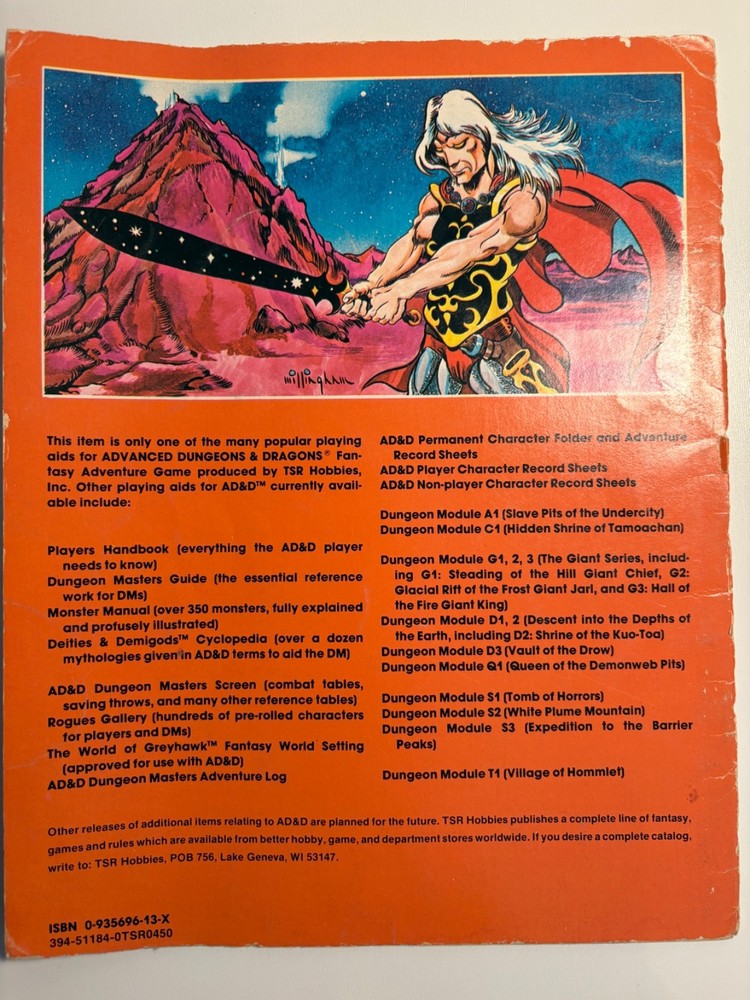 millingham
This item is only one of the many popular playing
aids for ADVANCED DUNGEONS & DRAGONS® Fan-
tasy Adventure Game produced by TSR Hobbies,
Inc. Other playing aids for AD&D™ currently avail-
able include:
Players Handbook (everything the AD&D player
needs to know)
Dungeon Masters Guide (the essential reference
work for DMs)
Monster Manual (over 350 monsters, fully explained
and profusely illustrated)
Deities & Demigods™ Cyclopedia (over a dozen
mythologies given in AD&D terms to aid the DM)
AD&D Dungeon Masters Screen (combat tables,
saving throws, and many other reference tables)
Rogues Gallery (hundreds of pre-rolled characters
for players and DMs)
The World of Greyhawk™ Fantasy World Setting
(approved for use with AD&D)
AD&D Dungeon Masters Adventure Log
AD&D Permanent Character Folder and Adventure
Record Sheets
AD&D Player Character Record Sheets
AD&D Non-player Character Record Sheets
Dungeon Module A1 (Slave Pits of the Undercity)
Dungeon Module C1 (Hidden Shrine of Tamoachan)
Dungeon Module G1, 2, 3 (The Giant Series, includ-
ing G1: Steading of the Hill Giant Chief, G2:
Glacial Rift of the Frost Giant Jarl, and G3: Hall of
the Fire Giant King)
Dungeon Module D1, 2 (Descent into the Depths of
the Earth, including D2: Shrine of the Kuo-Toa)
Dungeon Module D3 (Vault of the Drow)
Dungeon Module Q1 (Queen of the Demonweb Pits)
Dungeon Module S1 (Tomb of Horrors)
Dungeon Module S2 (White Plume Mountain)
Dungeon Module S3 (Expedition to the Barrier
Peaks)
Dungeon Module T1 (Village of Hommlet)
Other releases of additional items relating to AD&D are planned for the future. TSR Hobbies publishes a complete line of fantasy,
games and rules which are available from better hobby, game, and department stores worldwide. If you desire a complete catalog,
write to: TSR Hobbies, POB 756, Lake Geneva, WI 53147.
ISBN 0-935696-13-X
394-51184-0TSR0450